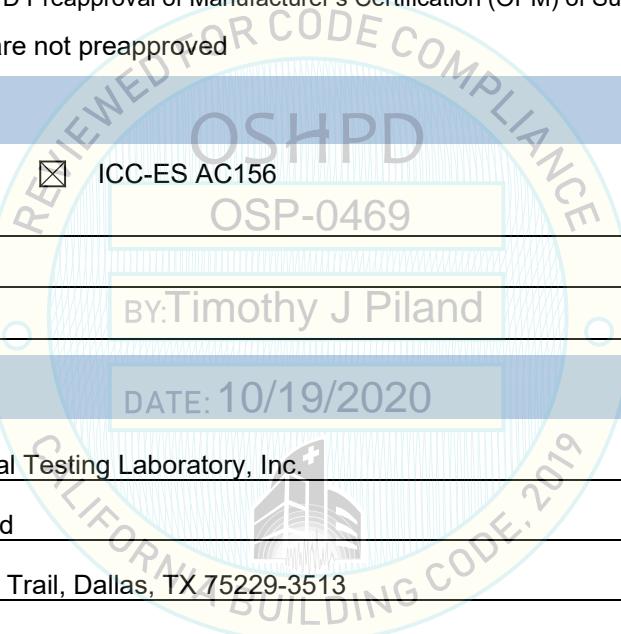 D Preapproval of Manufacturer's Certification (OPM) of Su
are not preapproved
REVIEWED FOR CODE COMPLIANCE
OSHPD
ICC-ES AC156
OSP-0469
BY:Timothy J Piland
DATE: 10/19/2020
al Testing Laboratory, Inc.
d
Trail, Dallas, TX 75229-3513
CALIFORNIA BUILDING CODE, 2019